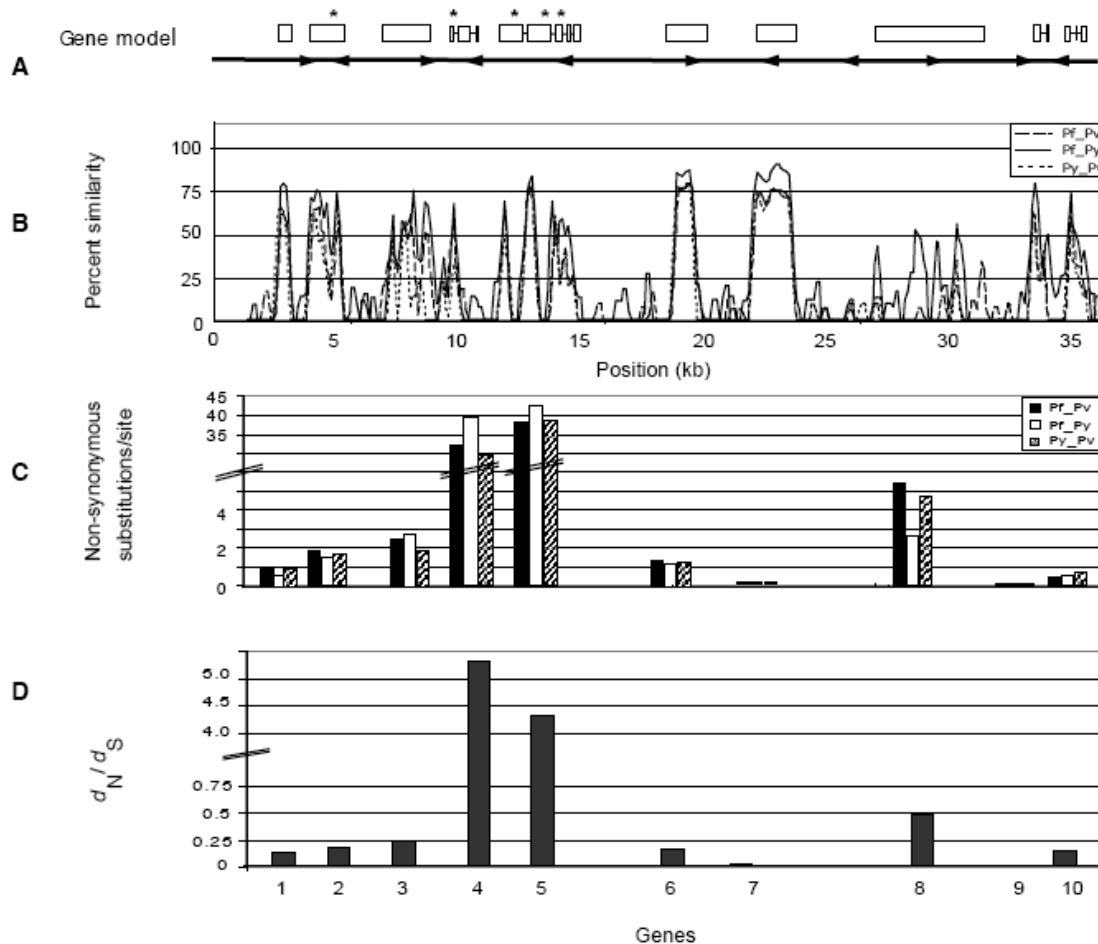 * * * * *
Gene model
A
B
Percent similarity
100
75
50
25
0
Pf_Pv
Pf_Py
Py_Pv
0 5 10 15 20 25 30 35
Position (kb)
C
Non-synonymous
substitutions/site
45
40
35
4
2
0
Pf_Pv
Pf_Py
Py_Pv
D
dN/dS
5.0
4.5
4.0
0.75
0.5
0.25
0
1 2 3 4 5 6 7 8 9 10
Genes